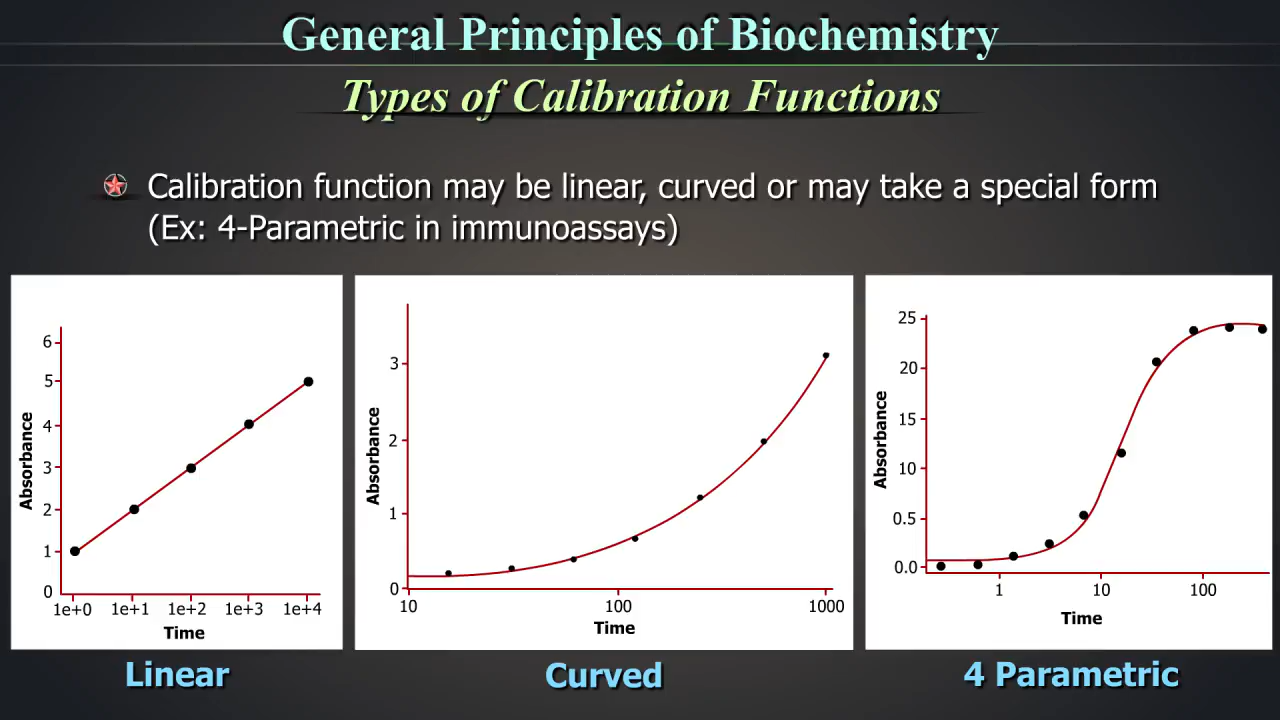 General Principles of Biochemistry
Types of Calibration Functions
Calibration function may be linear, curved or may take a special form
(Ex: 4-Parametric in immunoassays)
6
5
4
3
2
1
0
Absorbance
1e+0 1e+1 1e+2 1e+3 1e+4
Time
Linear
3
2
1
0
Absorbance
10 100 1000
Time
Curved
25
20
15
10
0.5
0.0
Absorbance
1 10 100
Time
4 Parametric